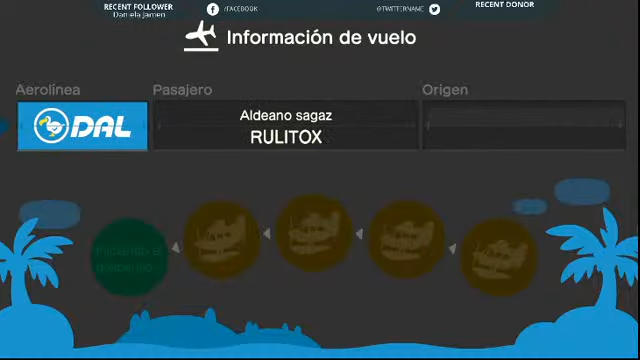 RECENT FOLLOWER
Daniela Jamen
/FACEBOOK
@TWITTERNAME
RECENT DONOR
Información de vuelo
Aerolínea
Pasajero
Origen
DAL
Aldeano sagaz
RULITOX